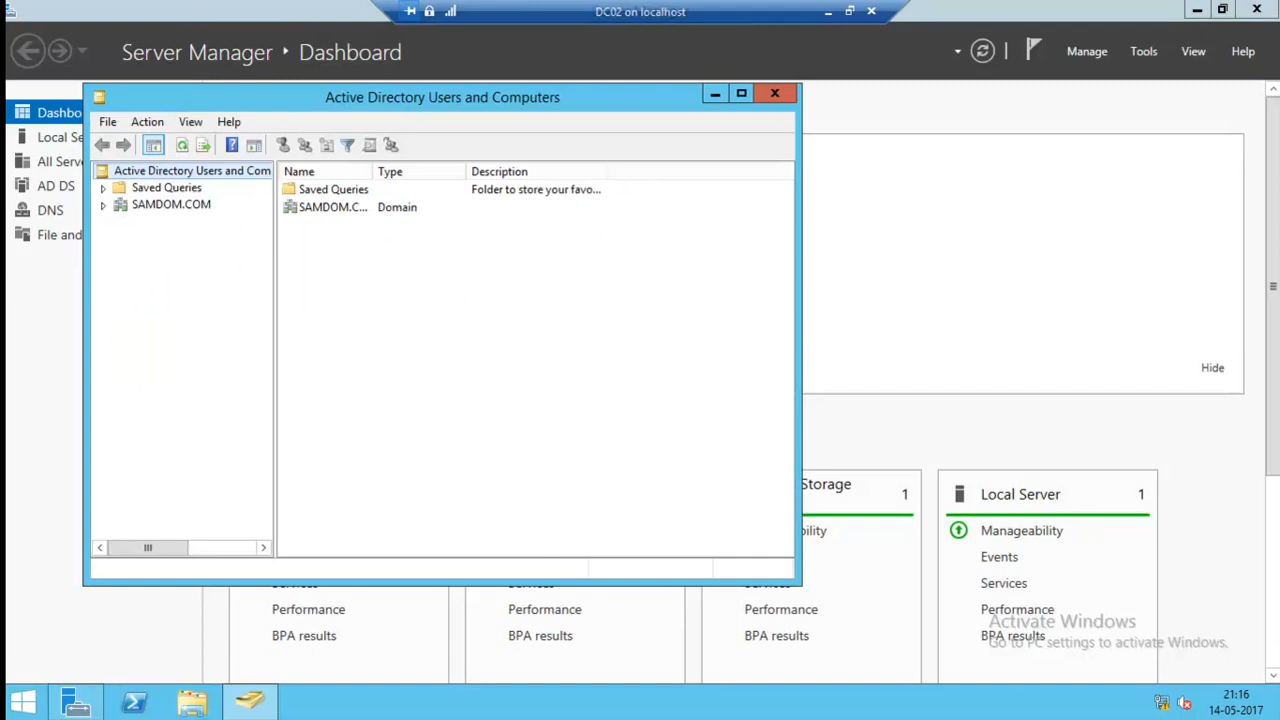 DC02 on localhost
Server Manager ‣ Dashboard
Manage Tools View Help
Active Directory Users and Computers
File Action View Help
Dashbo
Local Se
All Serve
AD DS
DNS
File and
Active Directory Users and Com
Saved Queries
SAMDOM.COM
Name Type Description
Saved Queries Folder to store your favo...
SAMDOM.C... Domain
Hide
Storage 1
Local Server 1
bility
Manageability
Events
Services
Services
Services
Services
Performance
Performance
Performance
Performance
BPA results
BPA results
BPA results
BPA results
Activate Windows
Go to PC settings to activate Windows.
21:16
14-05-2017